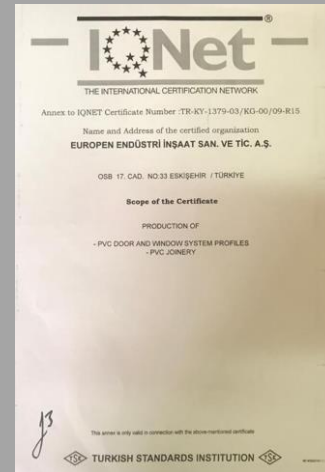 IQNet ®
THE INTERNATIONAL CERTIFICATION NETWORK
Annex to IQNET Certificate Number :TR-KY-1379-03/KG-00/09-R15
Name and Address of the certified organization
EUROPEN ENDÜSTRİ İNŞAAT SAN. VE TİC. A.Ş.
OSB 17. CAD. NO:33 ESKİŞEHİR / TÜRKİYE
Scope of the Certificate
PRODUCTION OF
- PVC DOOR AND WINDOW SYSTEM PROFILES
- PVC JOINERY
This annex is only valid in connection with the above-mentioned certificate
TSE TURKISH STANDARDS INSTITUTION TSE